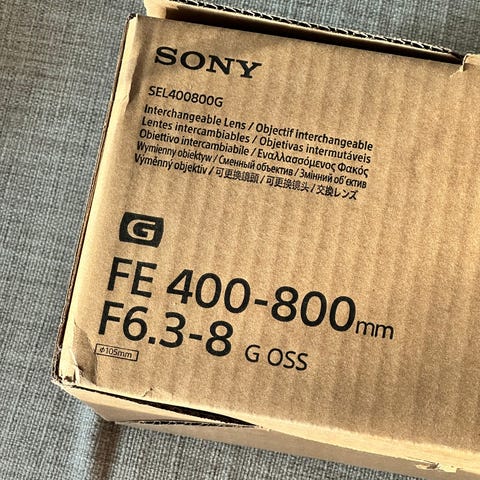 SONY
SEL400800G
Interchangeable Lens / Objectif interchangeable
Lentes intercambiables / Objetivas intermutáveis
Obiettivo intercambiabile / Εναλλασσόμενος Φακός
Wymienny obiektyw / Сменный объектив / Змінний об'єктив
Výměnný objektiv / 可更換鏡頭 / 可更换镜头 / 交換レンズ
G
FE 400-800mm
F6.3-8 G OSS
φ105mm